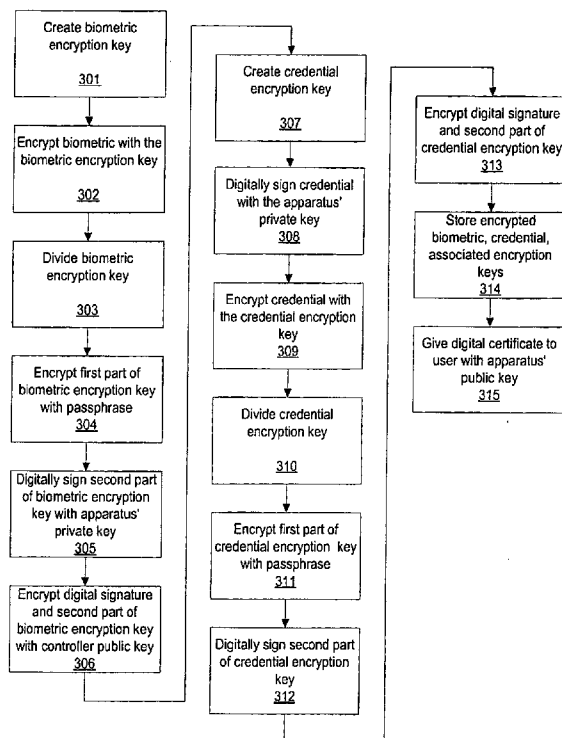 Create biometric
encryption key
301
Encrypt biometric with the
biometric encryption key
302
Divide biometric
encryption key
303
Encrypt first part of
biometric encryption key
with passphrase
304
Digitally sign second part
of biometric encryption
key with apparatus'
private key
305
Encrypt digital signature
and second part of
biometric encryption key
with controller public key
306
Create credential
encryption key
307
Digitally sign credential
with the apparatus'
private key
308
Encrypt credential with
the credential encryption
key
309
Divide credential
encryption key
310
Encrypt first part of
credential encryption key
with passphrase
311
Digitally sign second part
of credential encryption
key
312
Encrypt digital signature
and second part of
credential encryption key
313
Store encrypted
biometric, credential,
associated encryption
keys
314
Give digital certificate to
user with apparatus'
public key
315